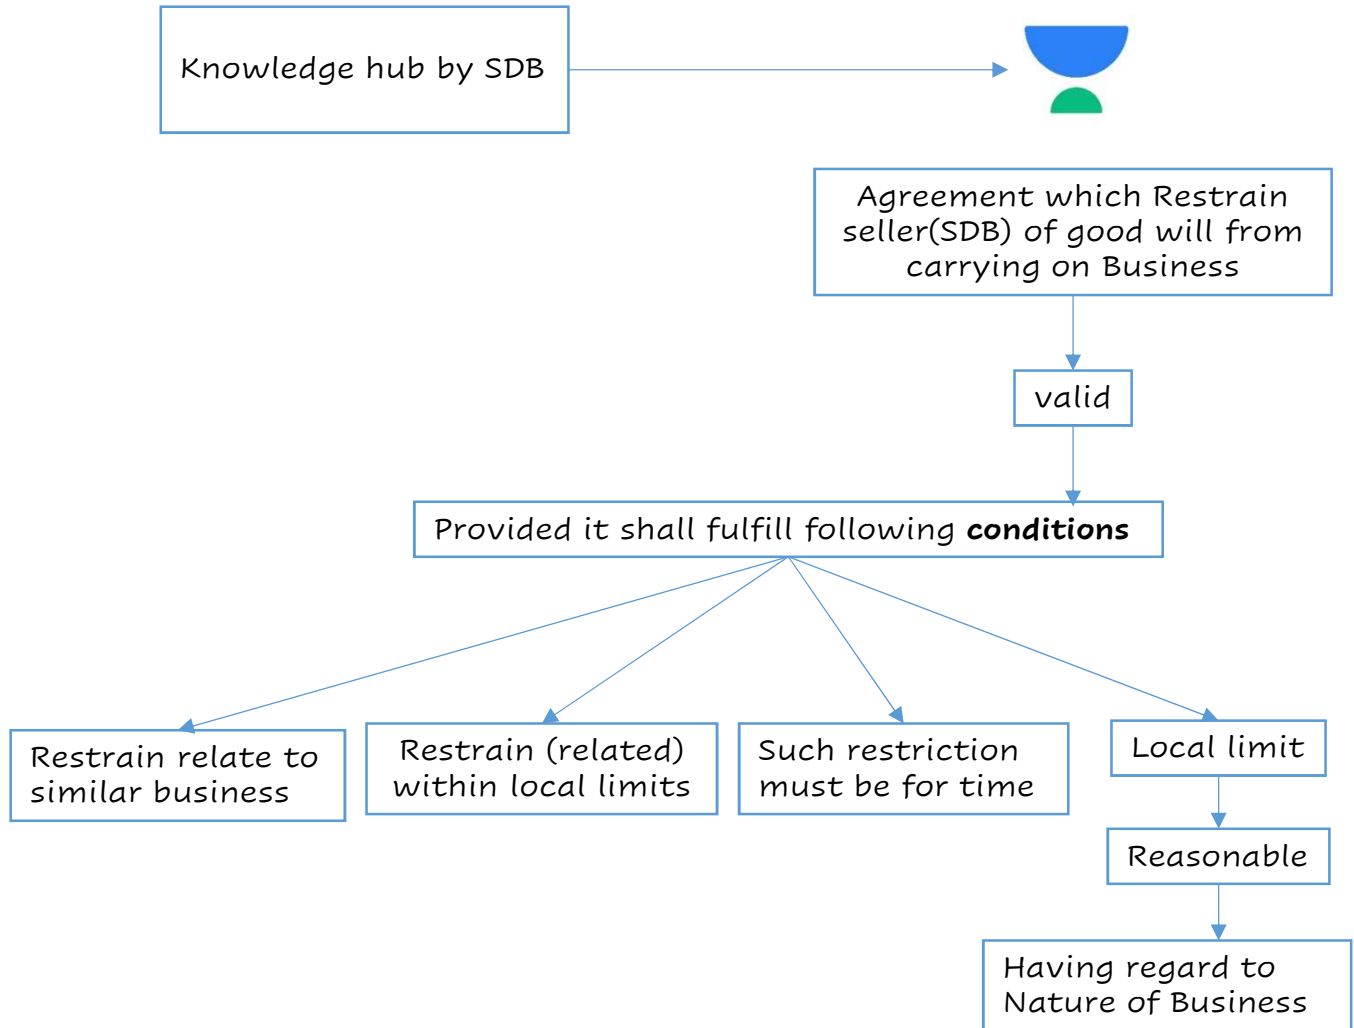 Knowledge hub by SDB
Agreement which Restrain
seller(SDB) of good will from
carrying on Business
valid
Provided it shall fulfill following conditions
Restrain relate to
similar business
Restrain (related)
within local limits
Such restriction
must be for time
Local limit
Reasonable
Having regard to
Nature of Business